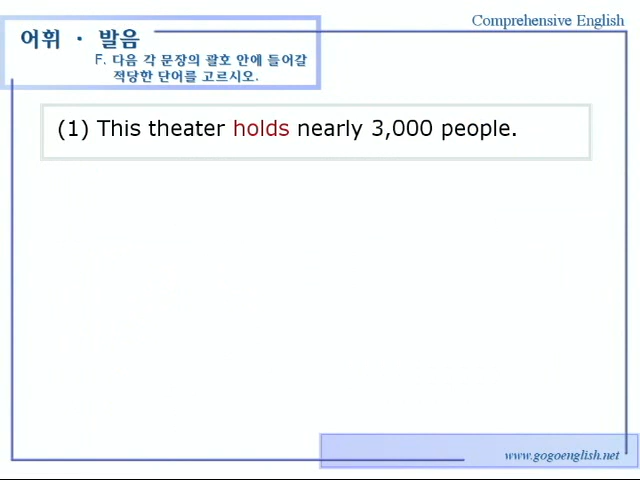 Comprehensive English
어휘 · 발음
F. 다음 각 문장의 괄호 안에 들어갈
적당한 단어를 고르시오.
(1) This theater holds nearly 3,000 people.
www.gogoenglish.net